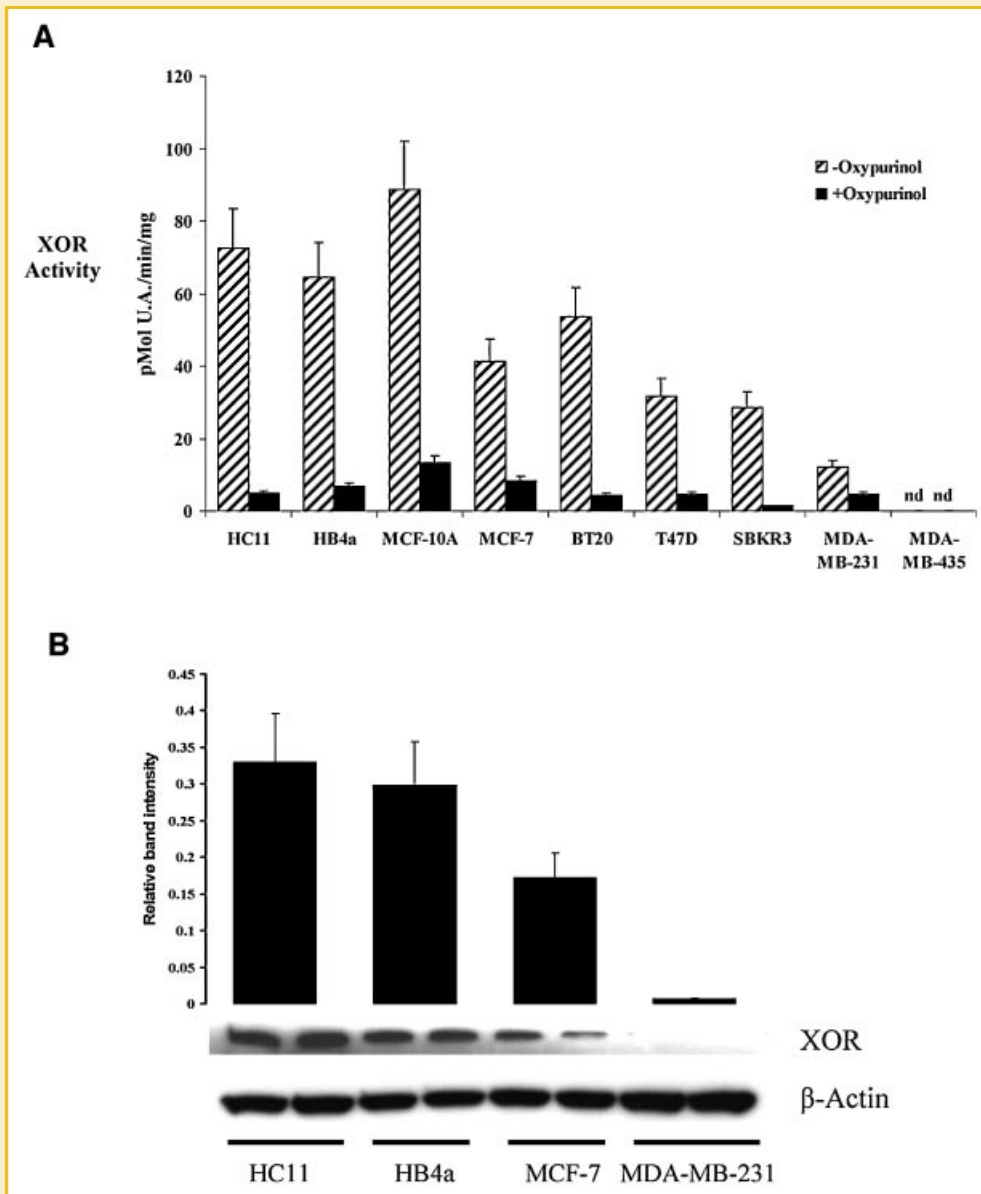 A
120
100
80
60
40
20
0
XOR
Activity
pMol U.A./min/mg
-Oxypurinol
+Oxypurinol
nd nd
HC11 HB4a MCF-10A MCF-7 BT20 T47D SBKR3 MDA-MB-231 MDA-MB-435
B
0.45
0.4
0.35
0.3
0.25
0.2
0.15
0.1
0.05
0
Relative band intensity
XOR
β-Actin
HC11 HB4a MCF-7 MDA-MB-231